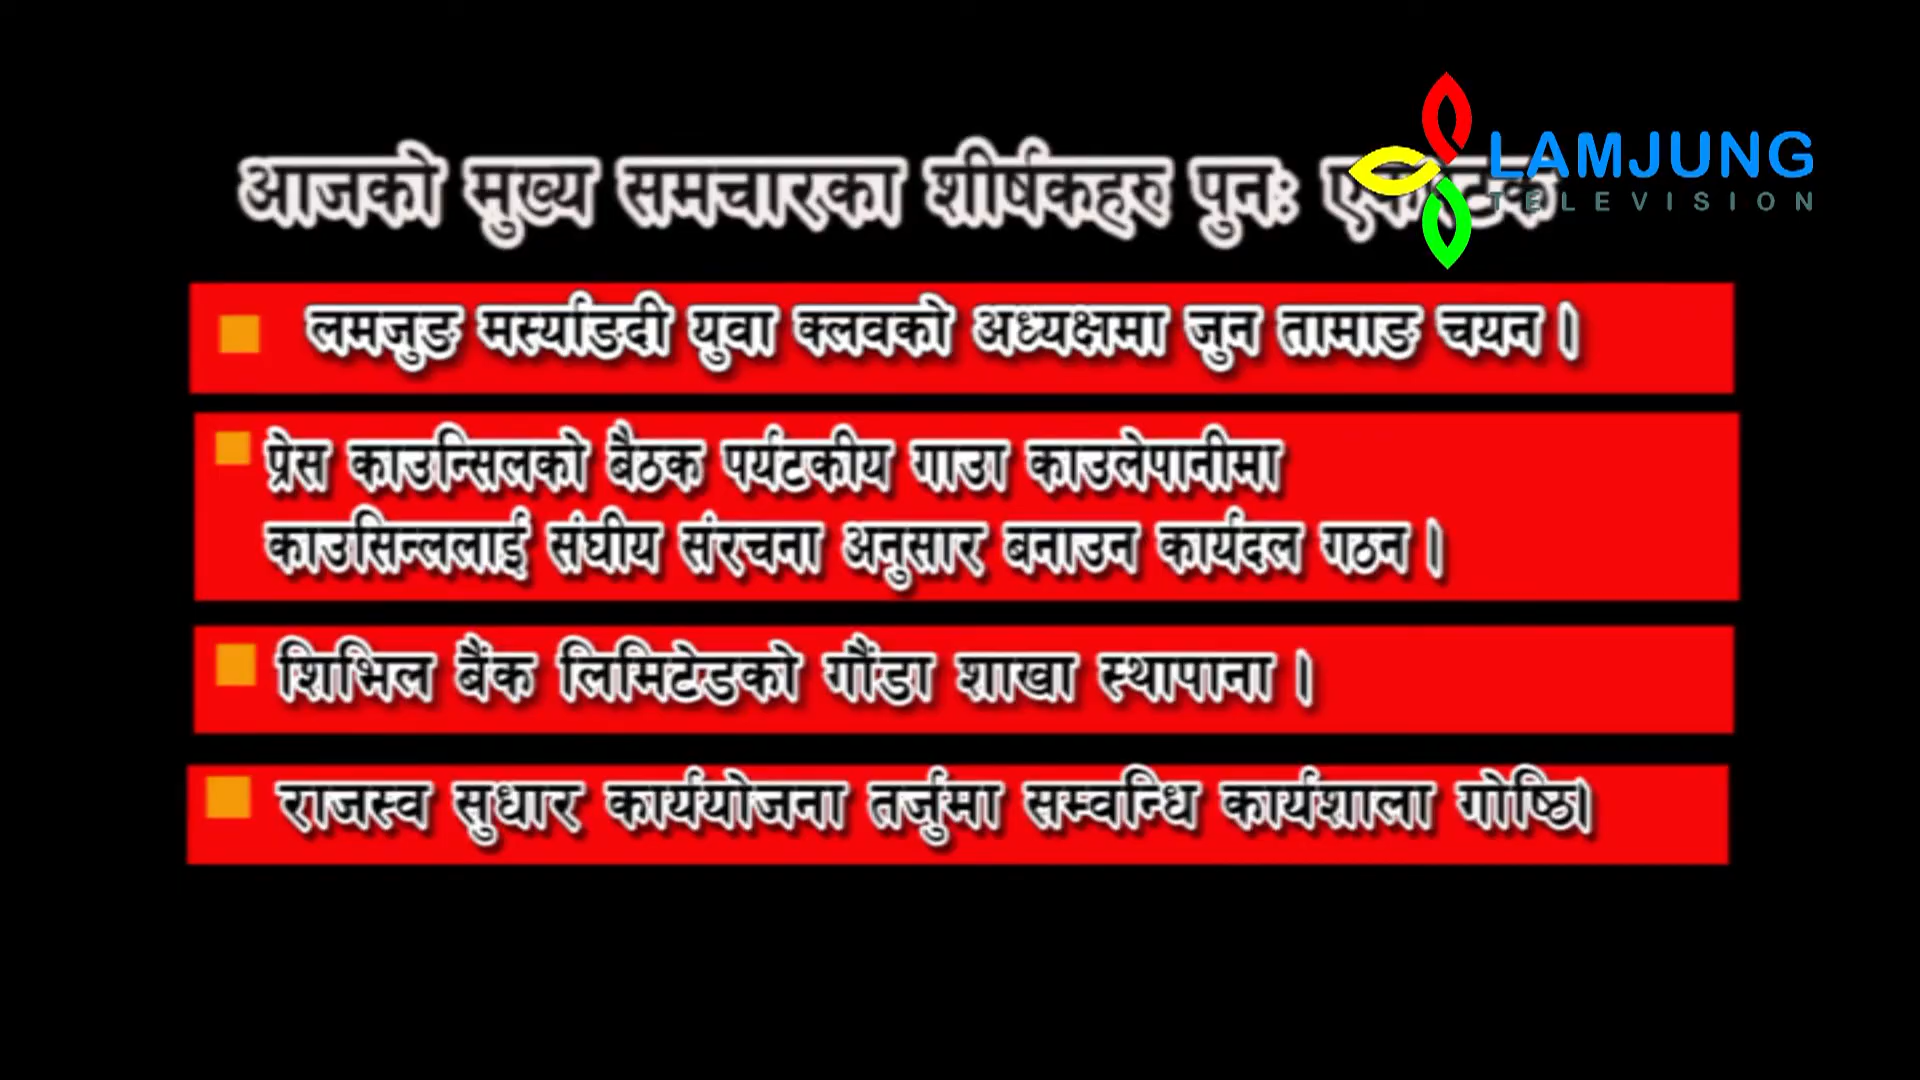 आजको मुख्य समचारका शीर्षकहरु पुनः
LAMJUNG
TELEVISION
लमजुङ मर्स्याङदी युवा क्लवको अध्यक्षमा जुन तामाङ चयन ।
प्रेस काउन्सिलको बैठक पर्यटकीय गाउा काउलेपानीमा
काउसिन्ललाई संघीय संरचना अनुसार बनाउन कार्यदल गठन ।
शिभिल बैंक लिमिटेडको गौंडा शाखा स्थापाना ।
राजस्व सुधार कार्ययोजना तर्जुमा सम्वन्धि कार्यशाला गोष्ठि।